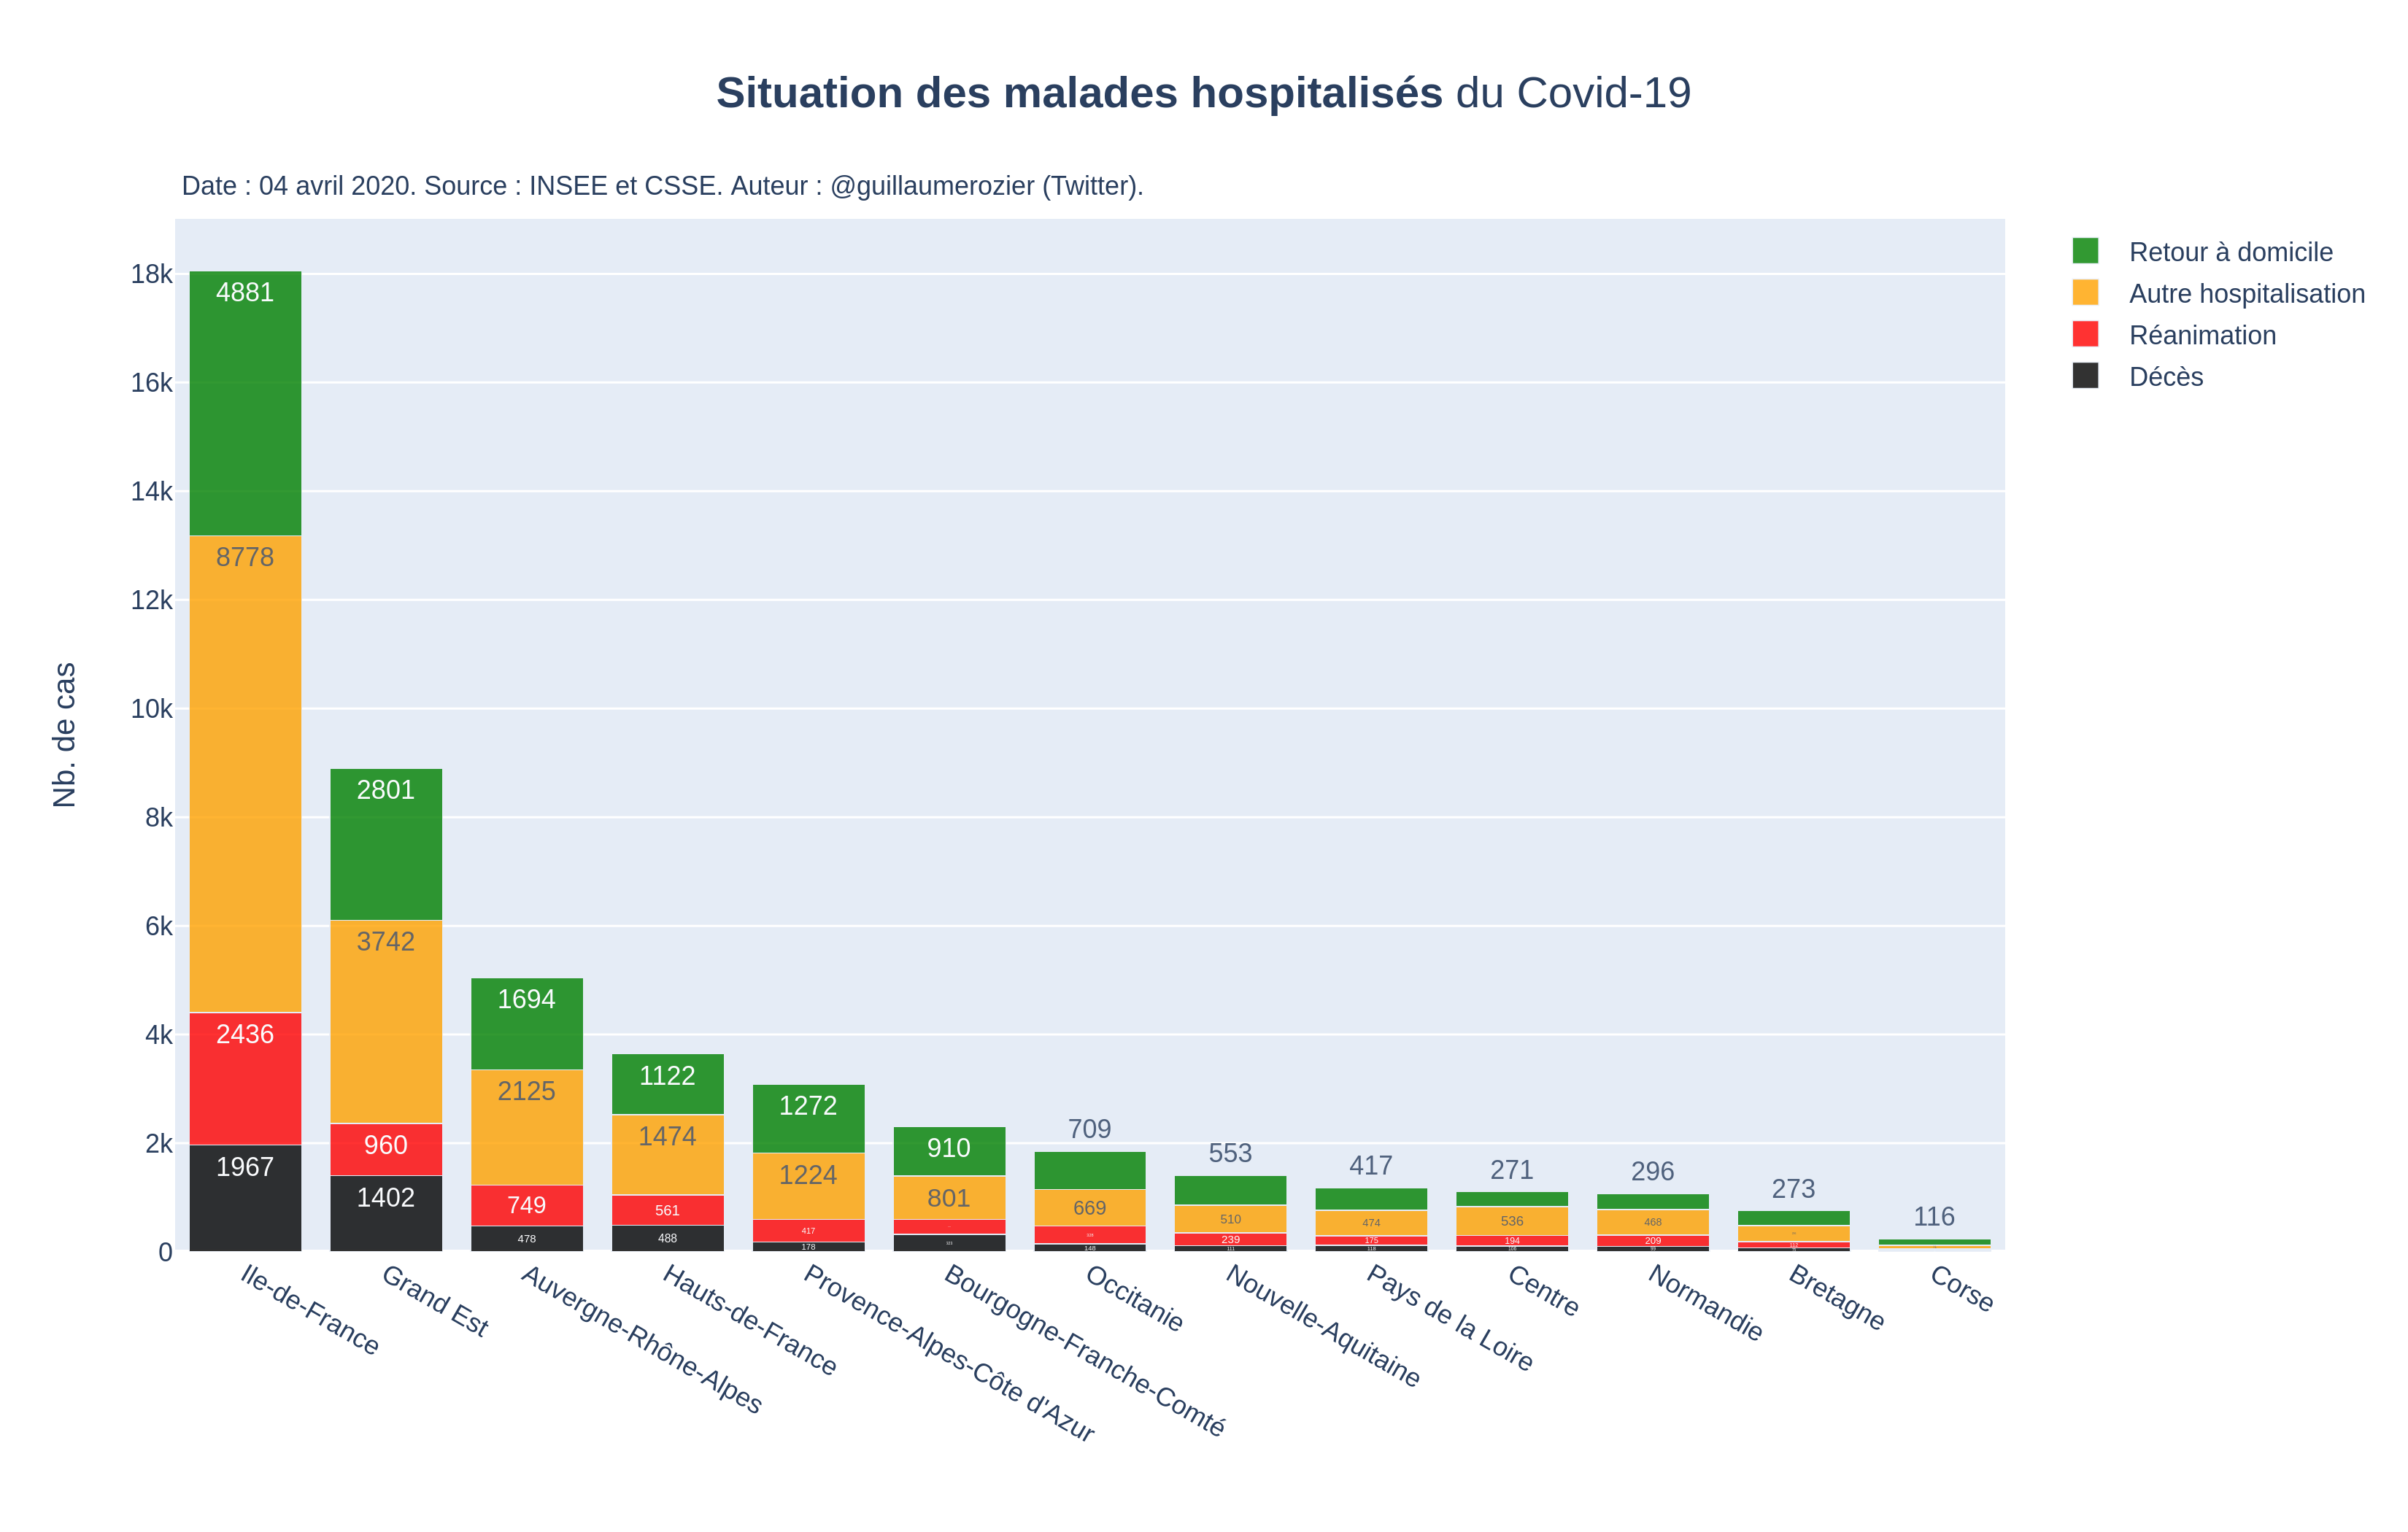 Situation des malades hospitalisés du Covid-19
Date : 04 avril 2020. Source : INSEE et CSSE. Auteur : @guillaumerozier (Twitter).
Retour à domicile
Autre hospitalisation
Réanimation
Décès
Nb. de cas
18k
16k
14k
12k
10k
8k
6k
4k
2k
0
4881
8778
2436
1967
2801
3742
960
1402
1694
2125
749
478
1122
1474
561
488
1272
1224
417
178
910
801
709
669
148
553
510
239
111
417
474
175
118
271
536
194
296
468
209
273
116
Ile-de-France
Grand Est
Auvergne-Rhône-Alpes
Hauts-de-France
Provence-Alpes-Côte d'Azur
Bourgogne-Franche-Comté
Occitanie
Nouvelle-Aquitaine
Pays de la Loire
Centre
Normandie
Bretagne
Corse